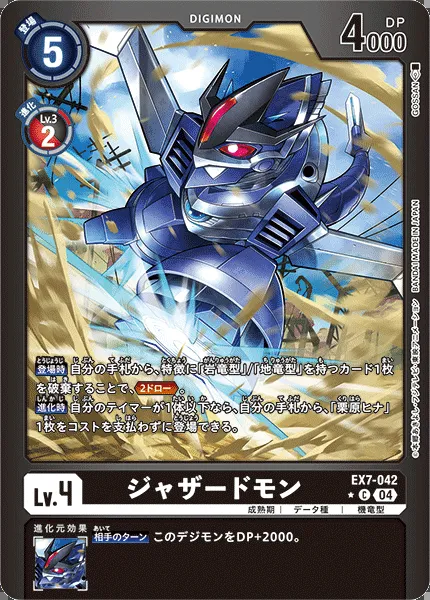 DIGIMON
登場
5
DP
4000
進化
Lv.3
2
GOSSAN
BANDAI MADE IN JAPAN
登場時 自分の手札から、特徴に「岩竜型」/「地竜型」を持つカード1枚
を破棄することで、2ドロー。
進化時 自分のテイマーが1体以下なら、自分の手札から、「栗原ヒナ」
1枚をコストを支払わずに登場できる。
EX7-042
Lv.4
ジャザードモン
C 04
成熟期 | データ種 | 機竜型
進化元効果
相手のターン このデジモンをDP+2000。